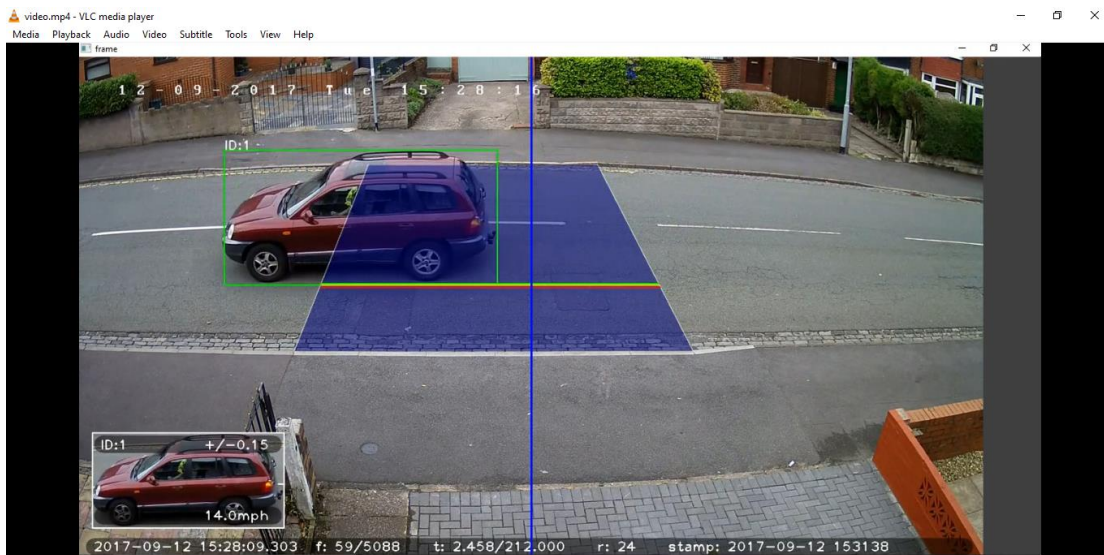 video.mp4 - VLC media player
Media Playback Audio Video Subtitle Tools View Help
frame
12-09-2017 Tue 15:28:16
ID:1 -
ID:1 +/-0.15
14.0mph
2017-09-12 15:28:09.303 f: 59/5088 t: 2.458/212.000 r: 24 stamp: 2017-09-12 153138